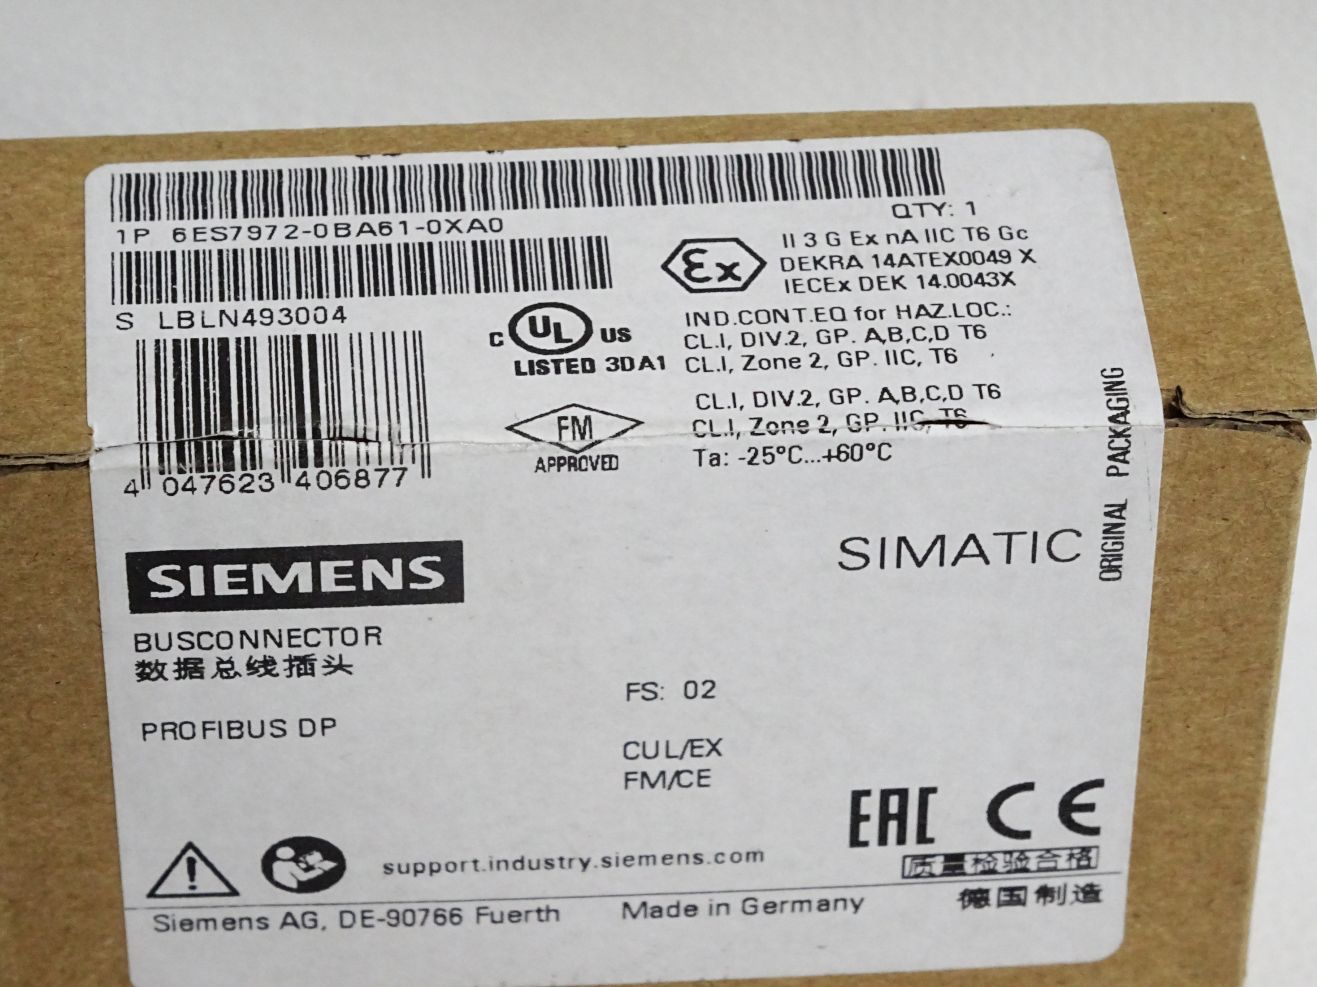 1P 6ES7972-0BA61-0XA0
QTY: 1
S LBLN493004
Ex
II 3 G Ex nA IIC T6 Gc
DEKRA 14ATEX0049 X
IECEx DEK 14.0043X
C UL US
LISTED 3DA1
IND.CONT.EQ for HAZ.LOC.:
CL.I, DIV.2, GP. A,B,C,D T6
CL.I, Zone 2, GP. IIC, T6
FM
APPROVED
CL.I, DIV.2, GP. A,B,C,D T6
CL.I, Zone 2, GP. IIC, T6
Ta: -25°C...+60°C
4 047623 406877
ORIGINAL PACKAGING
SIEMENS
SIMATIC
BUSCONNECTOR
数据总线插头
PROFIBUS DP
FS: 02
CUL/EX
FM/CE
EAC CE
质量检验合格
support.industry.siemens.com
Siemens AG, DE-90766 Fuerth
Made in Germany
德国制造